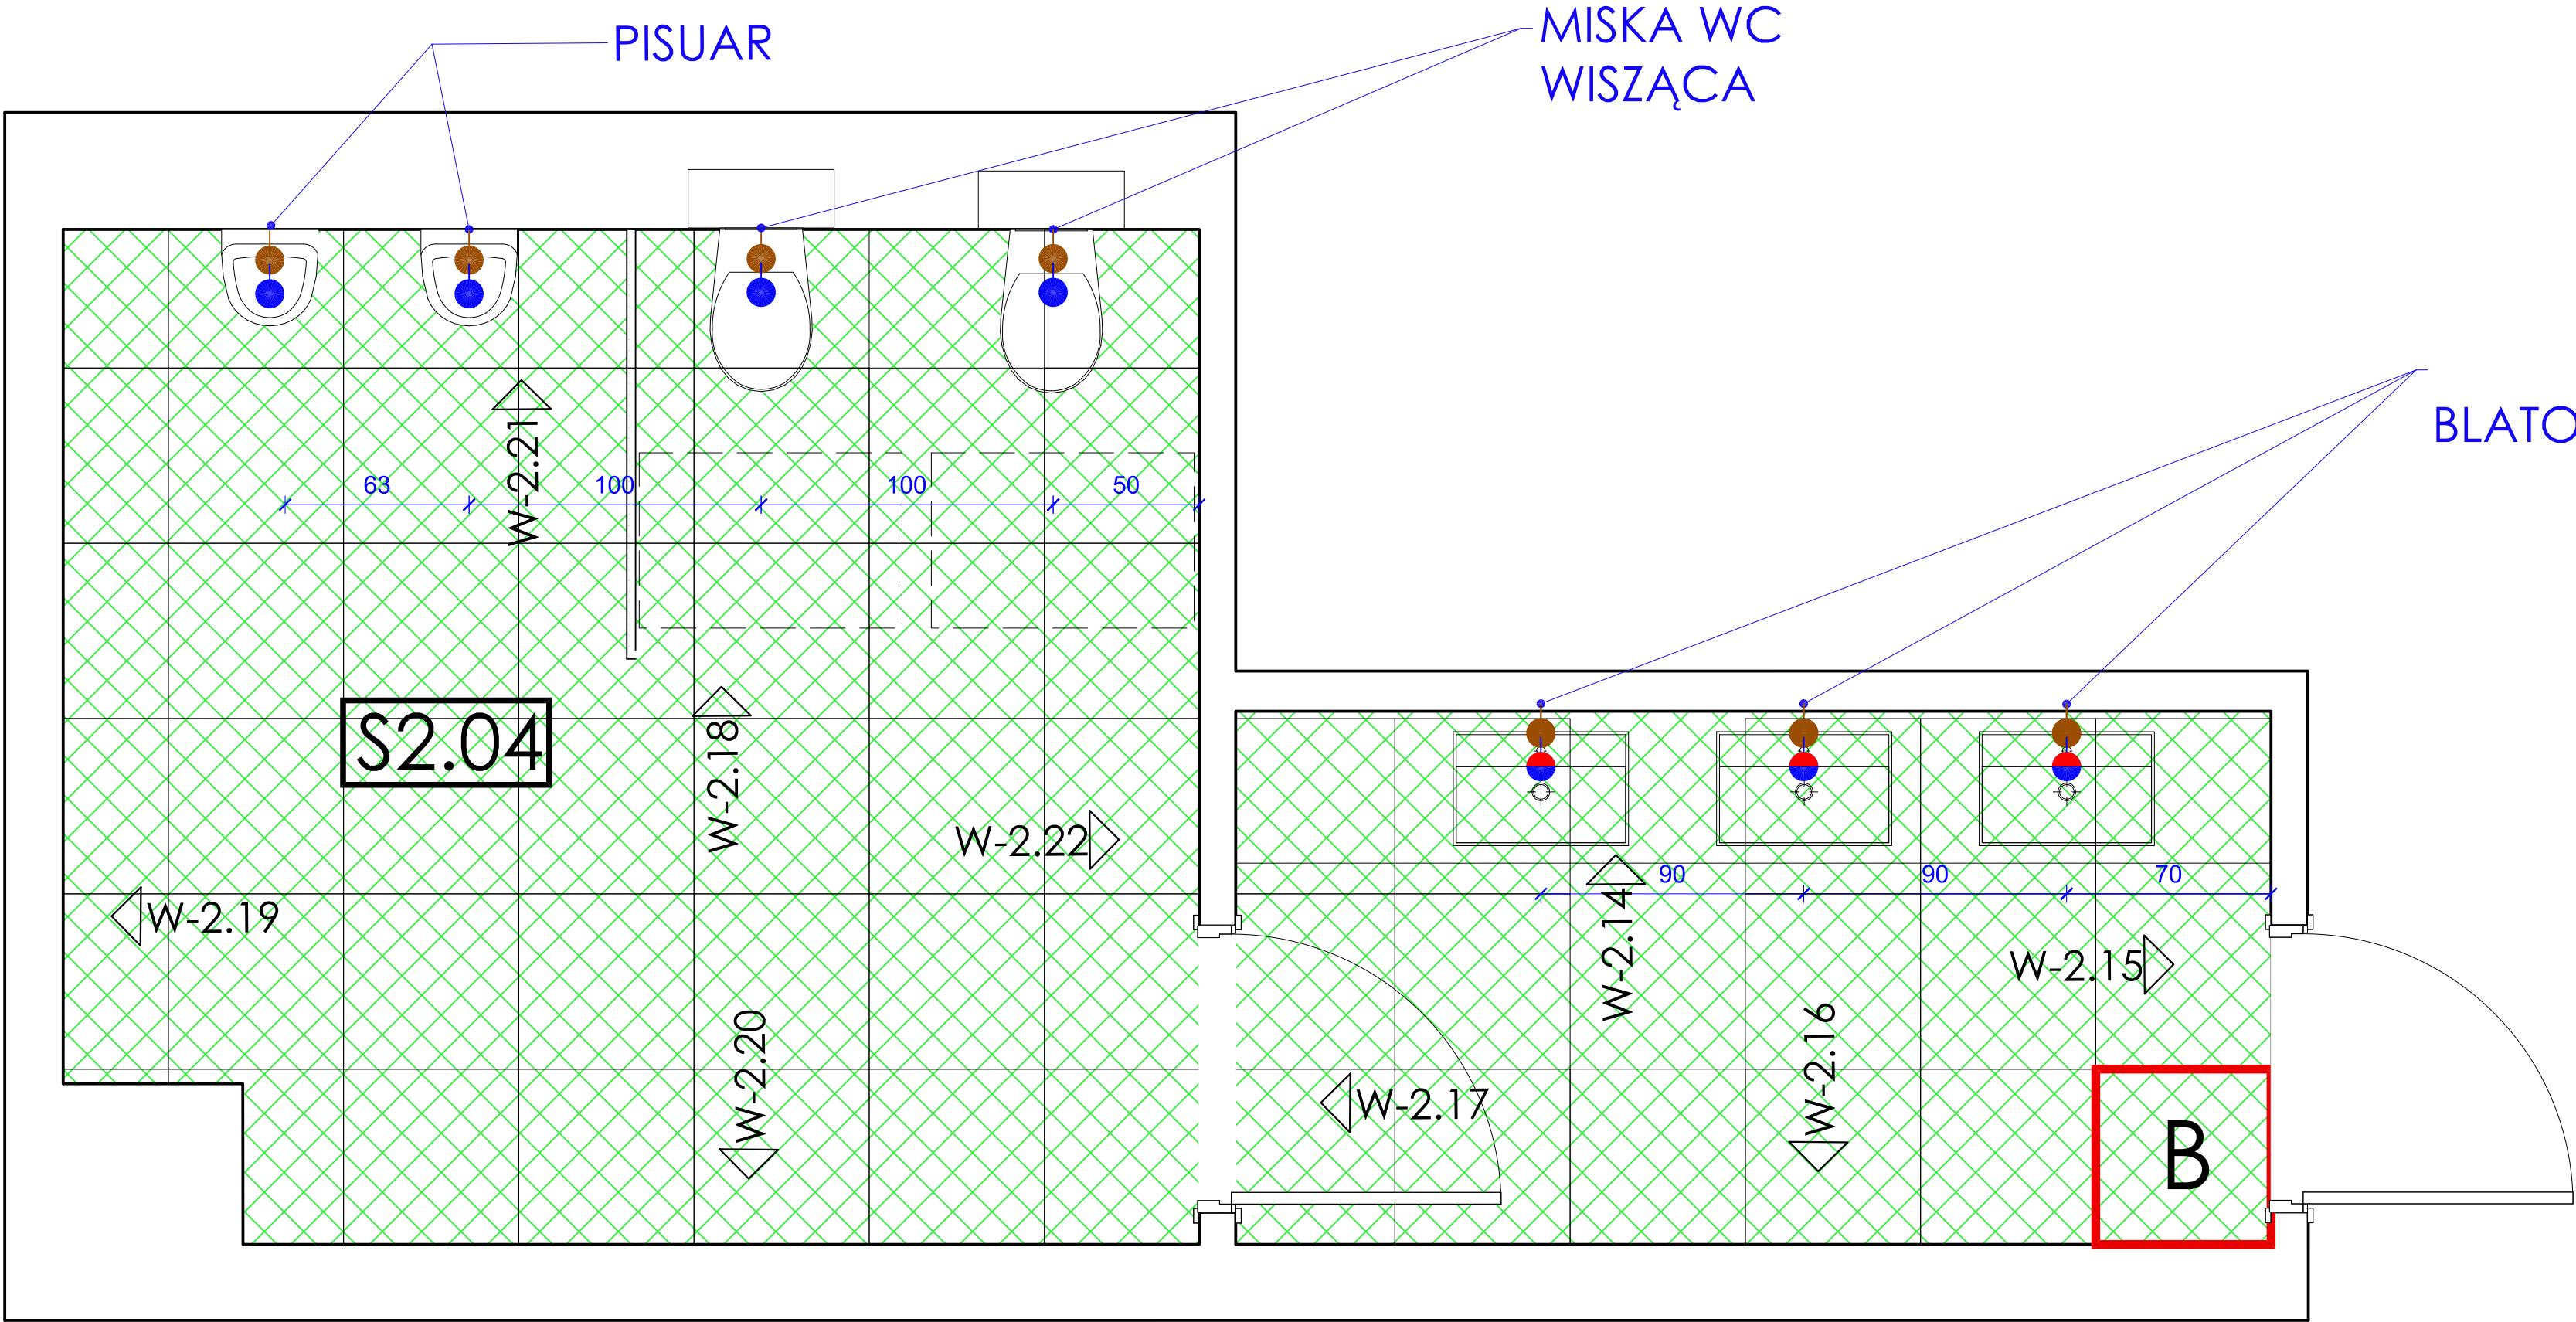 PISUAR
MISKA WC
WISZĄCA
BLATO
W-2.21
63
100
100
50
S2.04
W-2.18
W-2.22
W-2.19
W-2.20
90
90
70
W-2.14
W-2.15
W-2.16
W-2.17
B